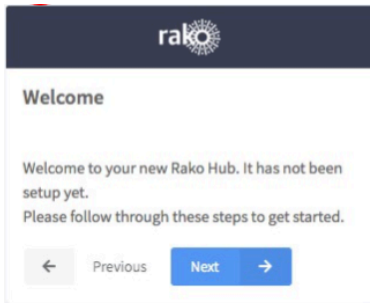 rako
Welcome
Welcome to your new Rako Hub. It has not been
setup yet.
Please follow through these steps to get started.
Previous
Next